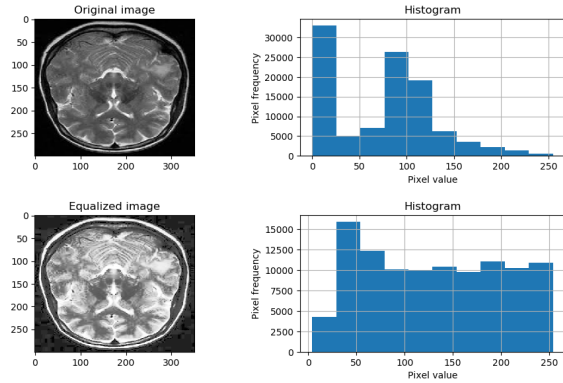 Original image
0
50
100
150
200
250
0 100 200 300
Histogram
Pixel frequency
30000
25000
20000
15000
10000
5000
0
0 50 100 150 200 250
Pixel value
Equalized image
0
50
100
150
200
250
0 100 200 300
Histogram
Pixel frequency
15000
12500
10000
7500
5000
2500
0
0 50 100 150 200 250
Pixel value